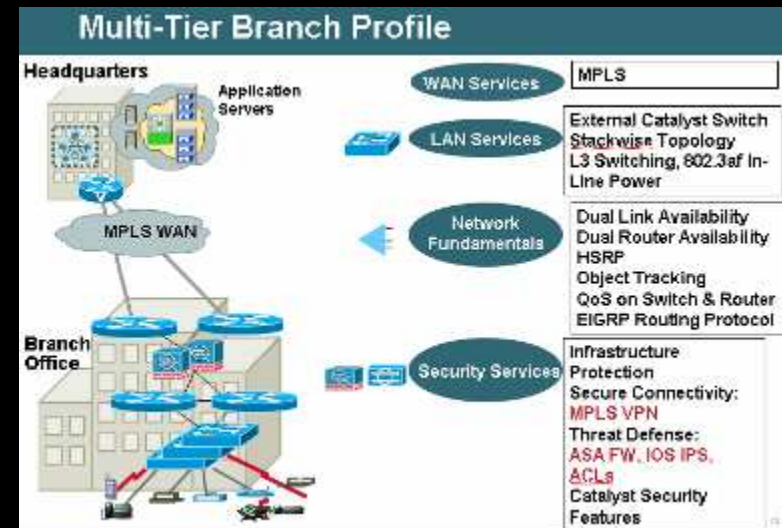 Multi-Tier Branch Profile
Headquarters
Application
Servers
MPLS WAN
Branch
Office
WAN Services
MPLS
LAN Services
External Catalyst Switch
Stackwise Topology
L3 Switching, 802.3af In-
Line Power
Network
Fundamentals
Dual Link Availability
Dual Router Availability
HSRP
Object Tracking
QoS on Switch & Router
EIGRP Routing Protocol
Security Services
Infrastructure
Protection
Secure Connectivity:
MPLS VPN
Threat Defense:
ASA FW, IOS IPS,
ACLs
Catalyst Security
Features